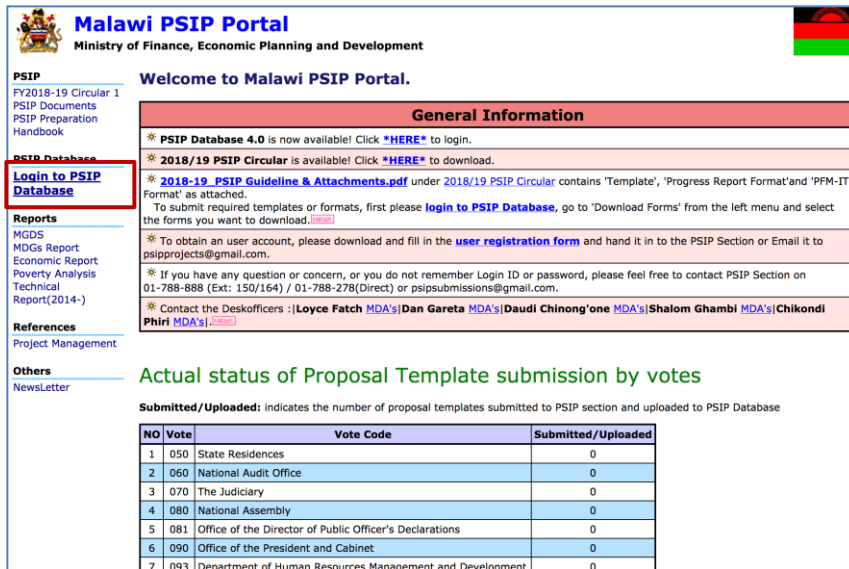 Malawi PSIP Portal
Ministry of Finance, Economic Planning and Development
PSIP
FY2018-19 Circular 1
PSIP Documents
PSIP Preparation
Handbook
PSIP Database
Login to PSIP
Database
Reports
MGDS
MDGs Report
Economic Report
Poverty Analysis
Technical
Report(2014-)
References
Project Management
Others
NewsLetter
Welcome to Malawi PSIP Portal.
General Information
PSIP Database 4.0 is now available! Click *HERE* to login.
2018/19 PSIP Circular is available! Click *HERE* to download.
2018-19_PSIP Guideline & Attachments.pdf under 2018/19 PSIP Circular contains 'Template', 'Progress Report Format'and 'PFM-IT
Format' as attached.
To submit required templates or formats, first please login to PSIP Database, go to 'Download Forms' from the left menu and select
the forms you want to download.
To obtain an user account, please download and fill in the user registration form and hand it in to the PSIP Section or Email it to
psipprojects@gmail.com.
If you have any question or concern, or you do not remember Login ID or password, please feel free to contact PSIP Section on
01-788-888 (Ext: 150/164) / 01-788-278(Direct) or psipsubmissions@gmail.com.
Contact the Deskofficers :|Loyce Fatch MDA's|Dan Gareta MDA's|Daudi Chinong'one MDA's|Shalom Ghambi MDA's|Chikondi
Phiri MDA's|.
Actual status of Proposal Template submission by votes
Submitted/Uploaded: indicates the number of proposal templates submitted to PSIP section and uploaded to PSIP Database
NO Vote Vote Code Submitted/Uploaded
1 050 State Residences 0
2 060 National Audit Office 0
3 070 The Judiciary 0
4 080 National Assembly 0
5 081 Office of the Director of Public Officer's Declarations 0
6 090 Office of the President and Cabinet 0
7 093 Department of Human Resources Management and Development 0